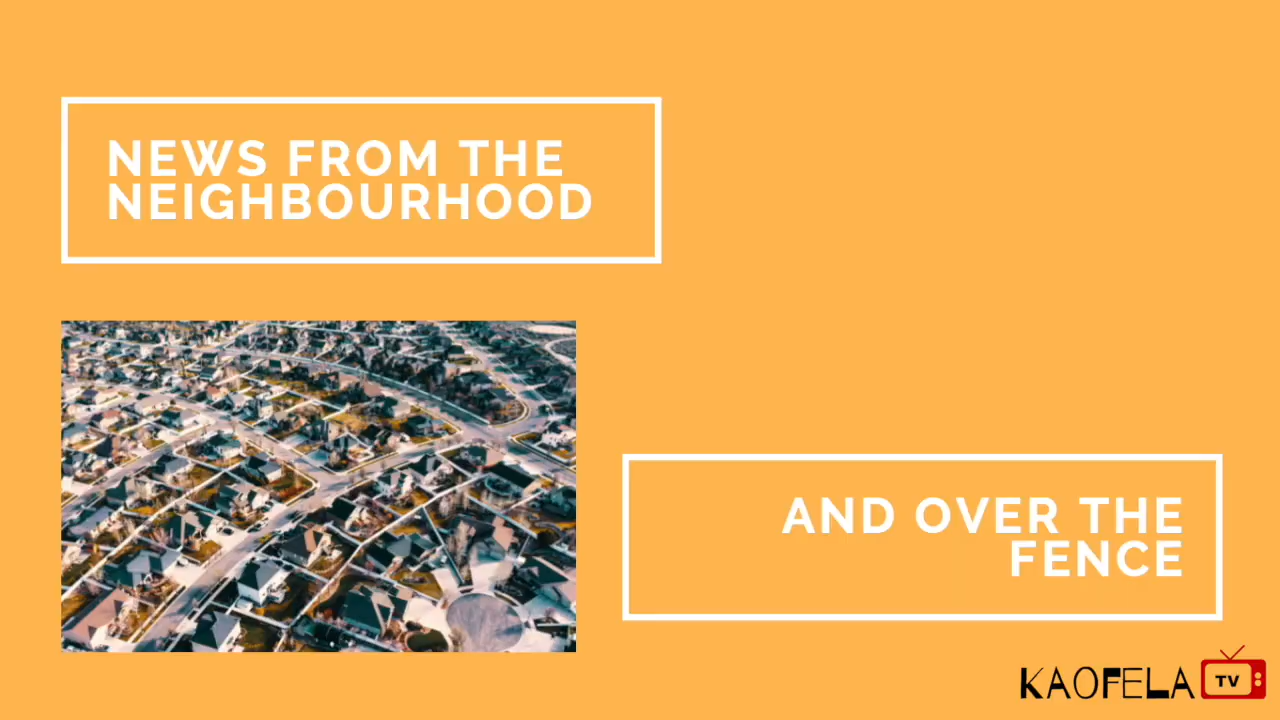 NEWS FROM THE
NEIGHBOURHOOD
AND OVER THE
FENCE
KAOFELA TV